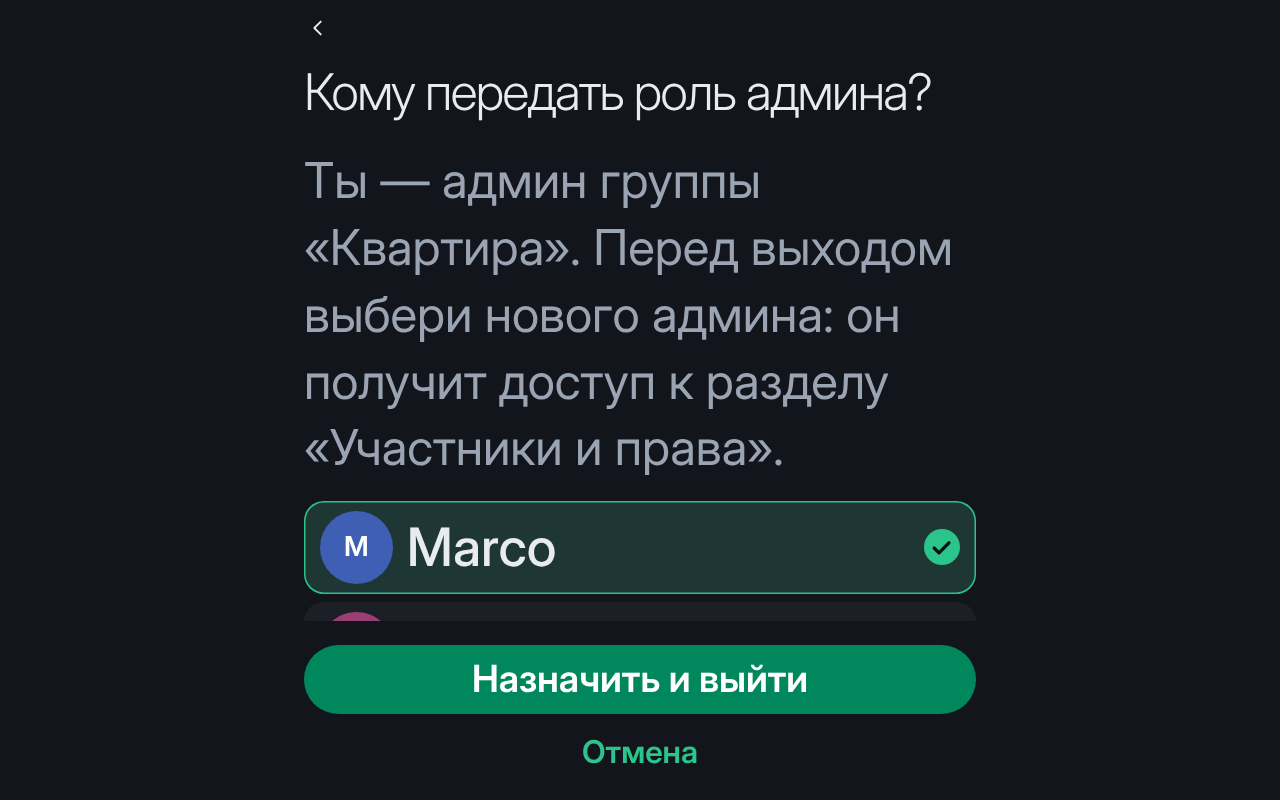 Кому передать роль админа?
Ты — админ группы
«Квартира». Перед выходом
выбери нового админа: он
получит доступ к разделу
«Участники и права».
M
Marco
Назначить и выйти
Отмена